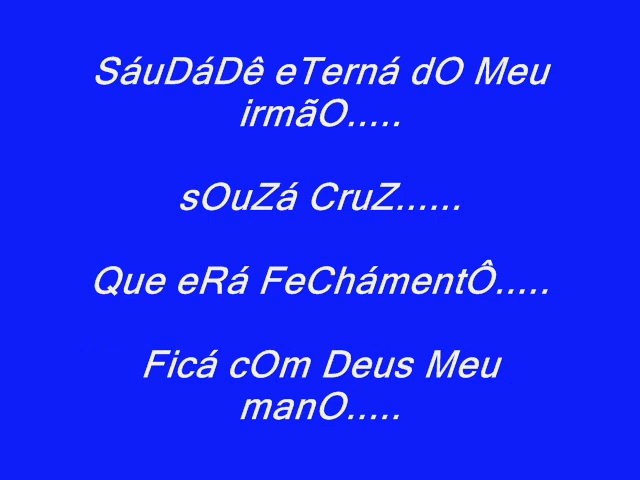 SáuDáDê eTerná dO Meu
irmãO.....
sOuZá CruZ......
Que eRá FeChámentÔ.....
Ficá cOm Deus Meu
manO.....